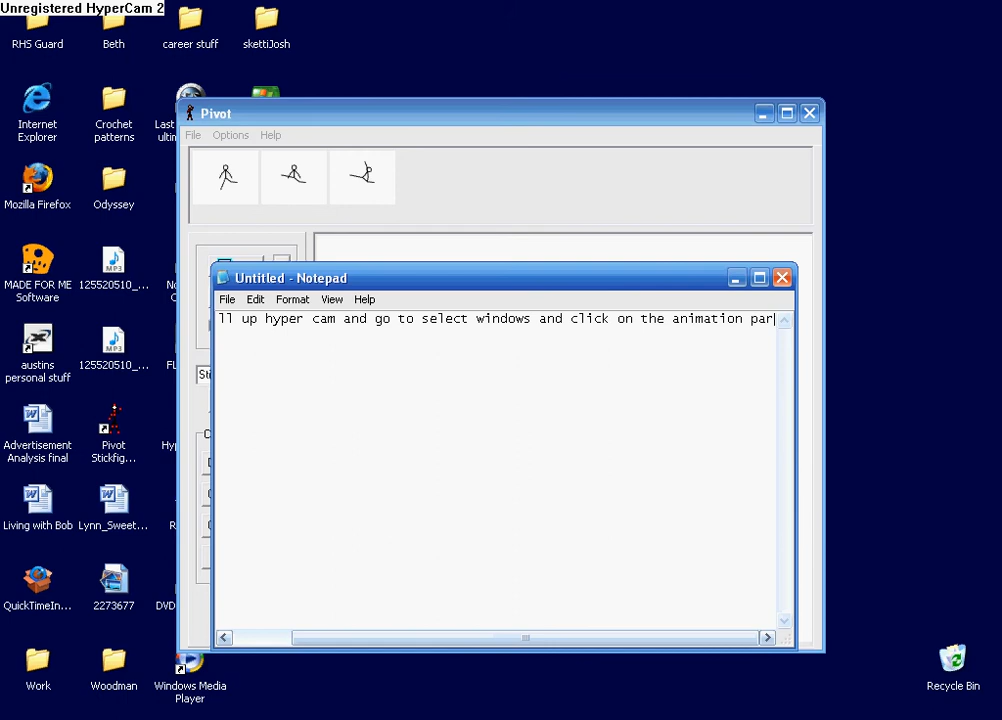 Unregistered HyperCam 2
RHS Guard
Beth
career stuff
skettiJosh
Internet
Explorer
Crochet
patterns
Last
ultim
Mozilla Firefox
Odyssey
MADE FOR ME
Software
125520510_...
austins
personal stuff
125520510_...
Advertisement
Analysis final
Pivot
Stickfig...
Living with Bob
Lynn_Sweet...
QuickTimeIn...
2273677
DVD
Work
Woodman
Windows Media
Player
Recycle Bin
Pivot
File Options Help
Untitled - Notepad
File Edit Format View Help
ll up hyper cam and go to select windows and click on the animation par